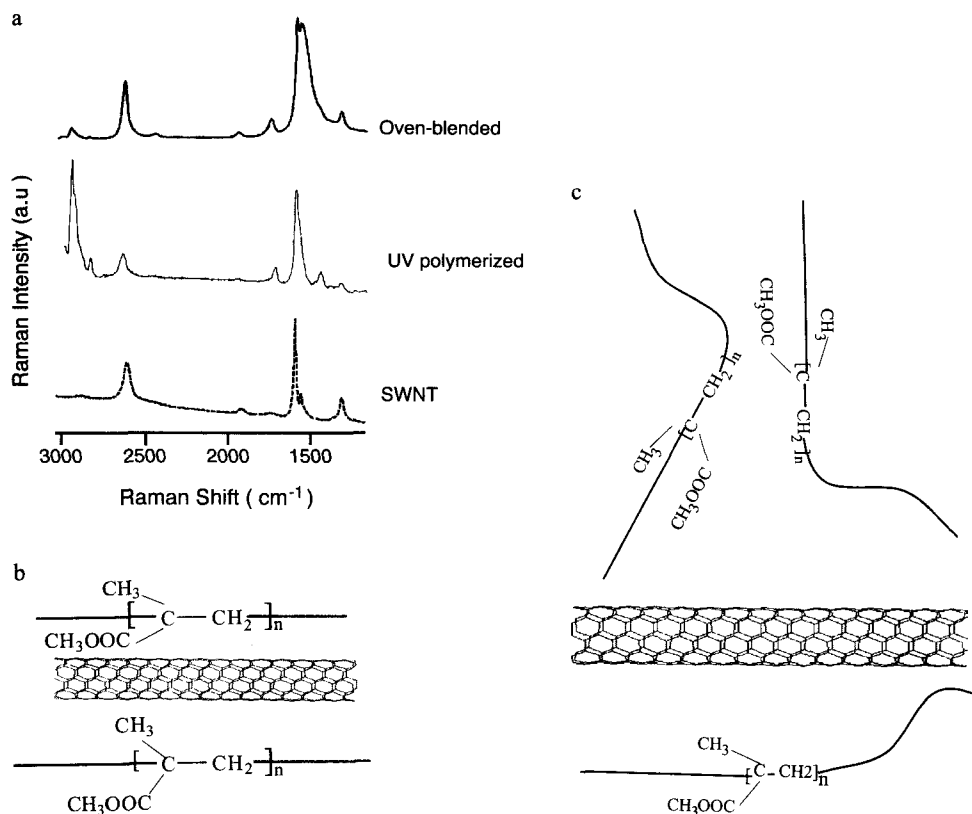 a
Raman Intensity (a.u)
Oven-blended
UV polymerized
SWNT
3000 2500 2000 1500
Raman Shift ( cm-1)
b
CH3
[ C — CH2 ]n
CH3OOC
CH3
[ C — CH2 ]n
CH3OOC
c
CH2]n
[C
CH3
CH3OOC
CH3OOC
CH3
[C
CH2]n
CH3
[C — CH2]n
CH3OOC